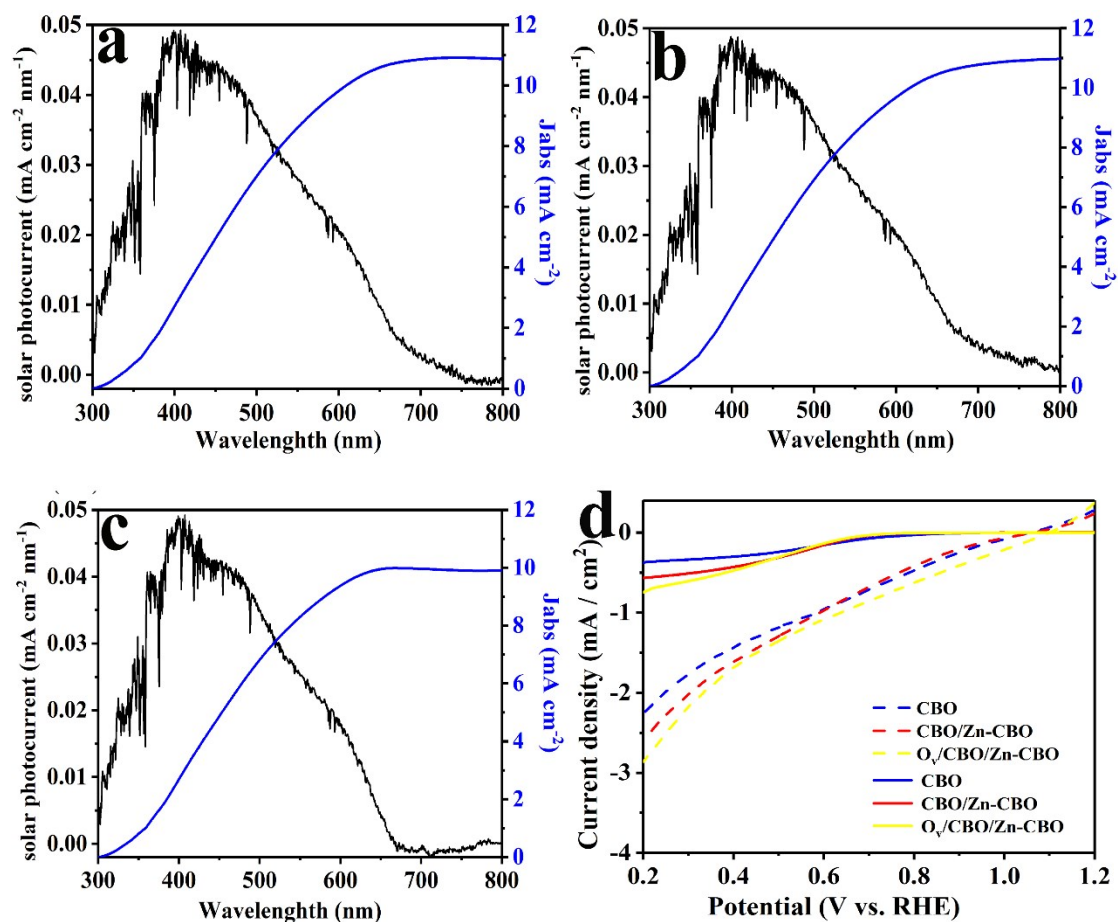 a
0.05
0.04
0.03
0.02
0.01
0.00
solar photocurrent (mA cm⁻² nm⁻¹)
12
10
8
6
4
2
0
Jabs (mA cm⁻²)
300 400 500 600 700 800
Wavelenghth (nm)
b
0.05
0.04
0.03
0.02
0.01
0.00
solar photocurrent (mA cm⁻² nm⁻¹)
12
10
8
6
4
2
0
Jabs (mA cm⁻²)
300 400 500 600 700 800
Wavelenghth (nm)
c
0.05
0.04
0.03
0.02
0.01
0.00
solar photocurrent (mA cm⁻² nm⁻¹)
12
10
8
6
4
2
0
Jabs (mA cm⁻²)
300 400 500 600 700 800
Wavelenghth (nm)
d
0
-1
-2
-3
-4
Current density (mA / cm²)
CBO
CBO/Zn-CBO
Oᵥ/CBO/Zn-CBO
CBO
CBO/Zn-CBO
Oᵥ/CBO/Zn-CBO
0.2 0.4 0.6 0.8 1.0 1.2
Potential (V vs. RHE)